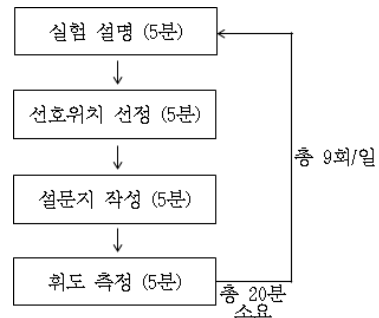 실험 설명 (5분)
선호위치 선정 (5분)
총 9회/일
설문지 작성 (5분)
휘도 측정 (5분)
총 20분
소요